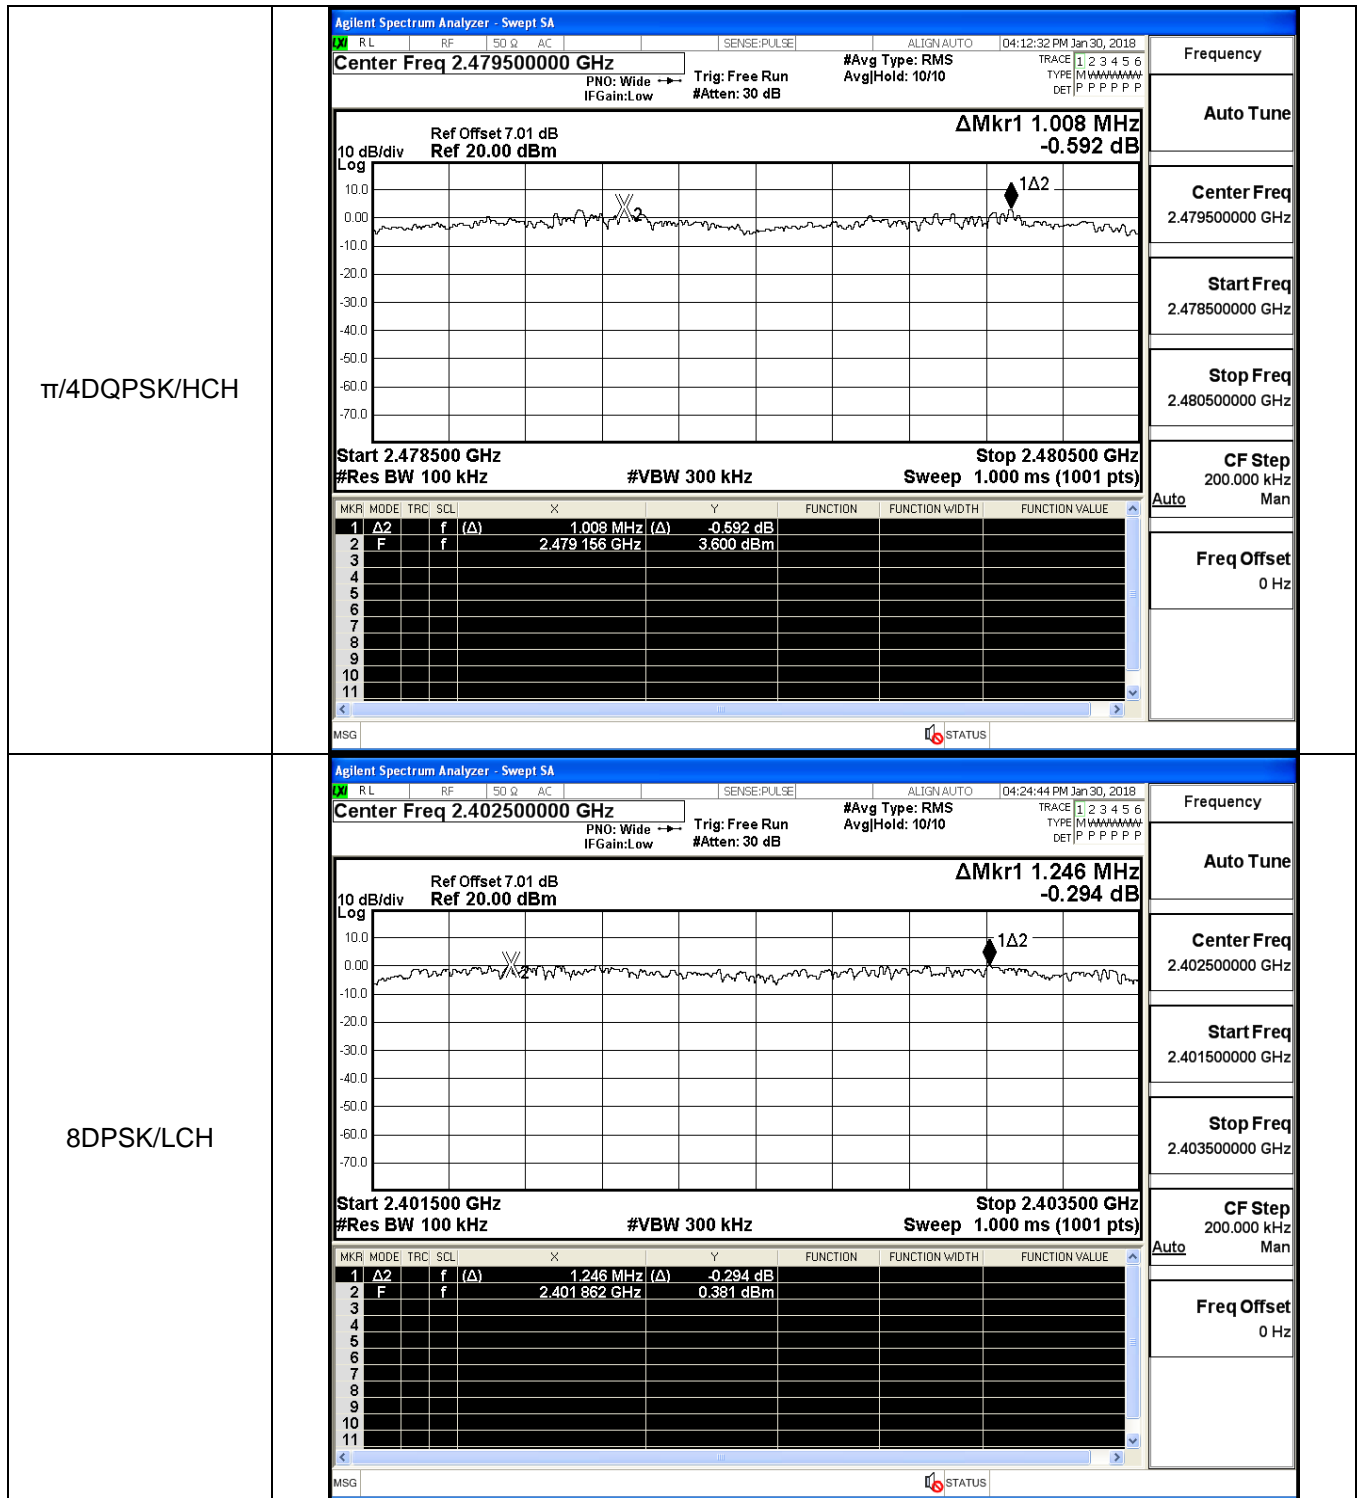 π/4DQPSK/HCH
Agilent Spectrum Analyzer - Swept SA
LXI RL RF 50 Ω AC SENSE:PULSE ALIGN AUTO 04:12:32 PM Jan 30, 2018
Center Freq 2.479500000 GHz
PNO: Wide
IFGain:Low
Trig: Free Run
#Atten: 30 dB
#Avg Type: RMS
Avg|Hold: 10/10
TRACE 1 2 3 4 5 6
TYPE M WWWWW
DET P P P P P P
Ref Offset 7.01 dB
10 dB/div Ref 20.00 dBm
ΔMkr1 1.008 MHz
-0.592 dB
Log
10.0
0.00
-10.0
-20.0
-30.0
-40.0
-50.0
-60.0
-70.0
2
1Δ2
Start 2.478500 GHz Stop 2.480500 GHz
#Res BW 100 kHz #VBW 300 kHz Sweep 1.000 ms (1001 pts)
MKR MODE TRC SCL X Y FUNCTION FUNCTION WIDTH FUNCTION VALUE
1 Δ2 f (Δ) 1.008 MHz (Δ) -0.592 dB
2 F f 2.479 156 GHz 3.600 dBm
3
4
5
6
7
8
9
10
11
MSG STATUS
Frequency
Auto Tune
Center Freq
2.479500000 GHz
Start Freq
2.478500000 GHz
Stop Freq
2.480500000 GHz
CF Step
200.000 kHz
Auto Man
Freq Offset
0 Hz
8DPSK/LCH
Agilent Spectrum Analyzer - Swept SA
LXI RL RF 50 Ω AC SENSE:PULSE ALIGN AUTO 04:24:44 PM Jan 30, 2018
Center Freq 2.402500000 GHz
PNO: Wide
IFGain:Low
Trig: Free Run
#Atten: 30 dB
#Avg Type: RMS
Avg|Hold: 10/10
TRACE 1 2 3 4 5 6
TYPE M WWWWW
DET P P P P P P
Ref Offset 7.01 dB
10 dB/div Ref 20.00 dBm
ΔMkr1 1.246 MHz
-0.294 dB
Log
10.0
0.00
-10.0
-20.0
-30.0
-40.0
-50.0
-60.0
-70.0
2
1Δ2
Start 2.401500 GHz Stop 2.403500 GHz
#Res BW 100 kHz #VBW 300 kHz Sweep 1.000 ms (1001 pts)
MKR MODE TRC SCL X Y FUNCTION FUNCTION WIDTH FUNCTION VALUE
1 Δ2 f (Δ) 1.246 MHz (Δ) -0.294 dB
2 F f 2.401 862 GHz 0.381 dBm
3
4
5
6
7
8
9
10
11
MSG STATUS
Frequency
Auto Tune
Center Freq
2.402500000 GHz
Start Freq
2.401500000 GHz
Stop Freq
2.403500000 GHz
CF Step
200.000 kHz
Auto Man
Freq Offset
0 Hz